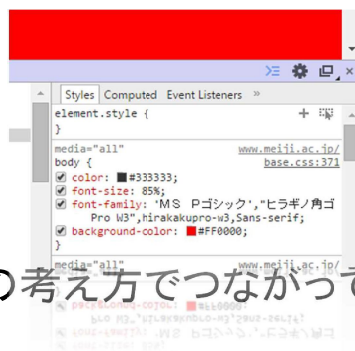 Styles Computed Event Listeners »
element.style {
}
media="all" www.meiji.ac.jp/
body { base.css:371
color: #333333;
font-size: 85%;
font-family: "ＭＳ Ｐゴシック","ヒラギノ角ゴ
Pro W3",hirakakupro-w3,Sans-serif;
background-color: #FF0000;
}
media="all" www.meiji.ac.jp/
の考え方でつながって